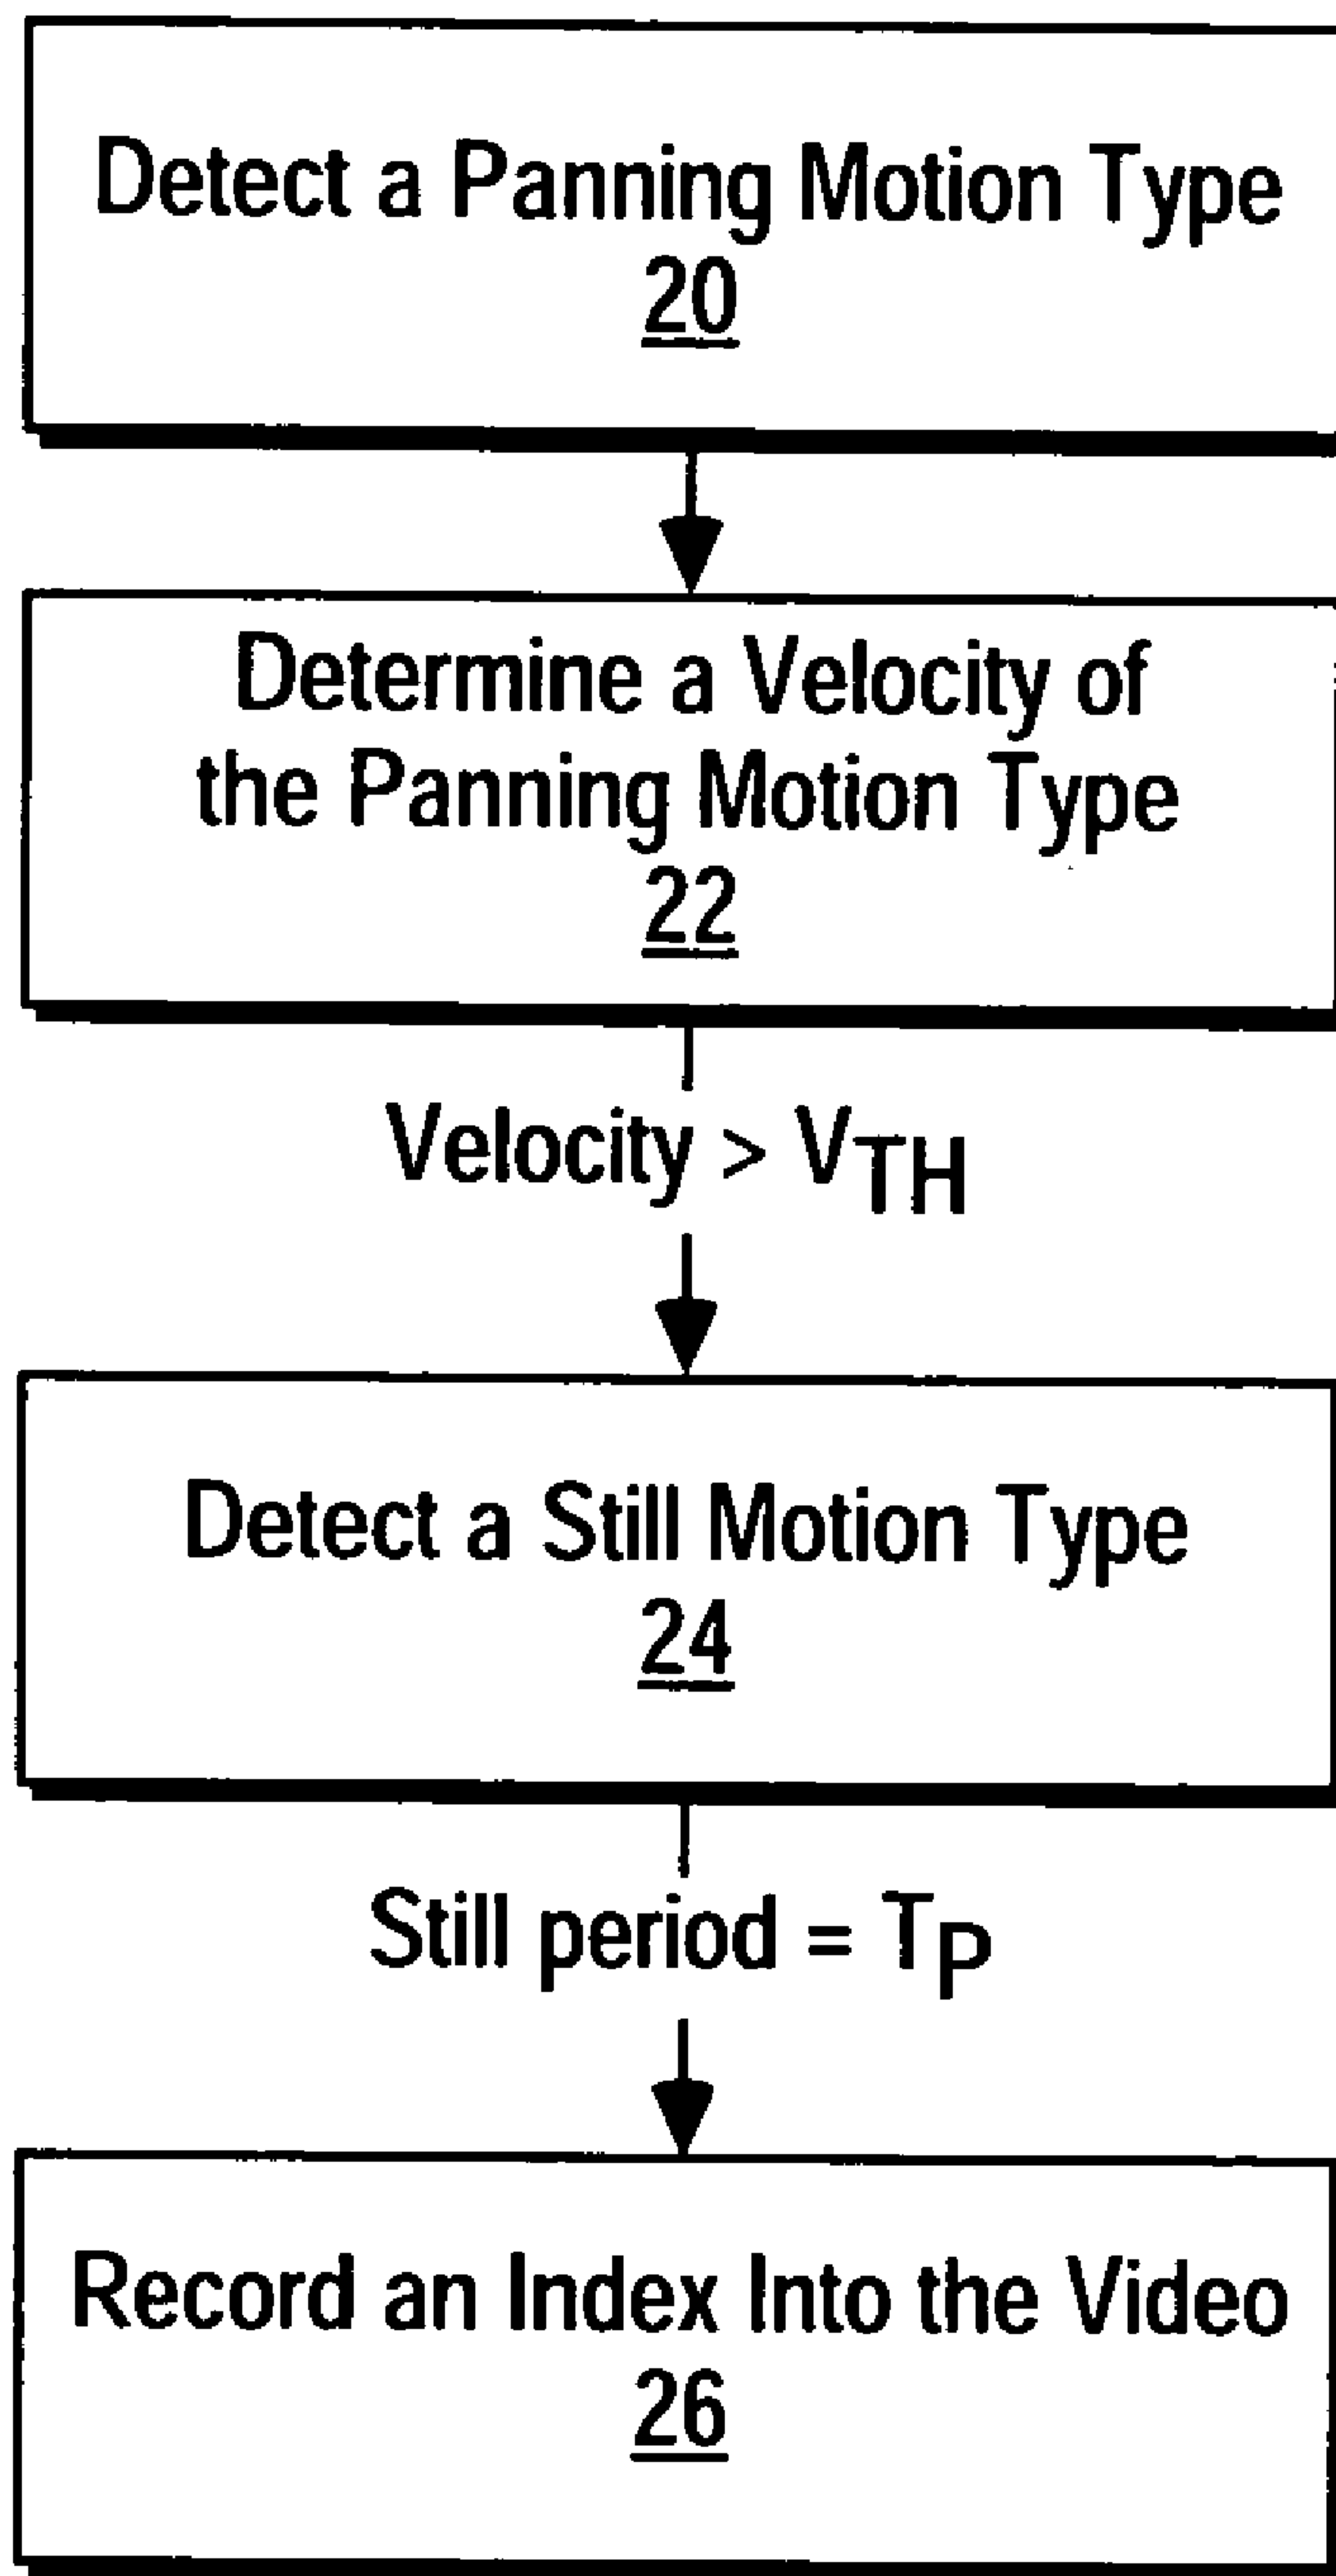 Detect a Panning Motion Type
20
Determine a Velocity of
the Panning Motion Type
22
Velocity > VTH
Detect a Still Motion Type
24
Still period = TP
Record an Index Into the Video
26